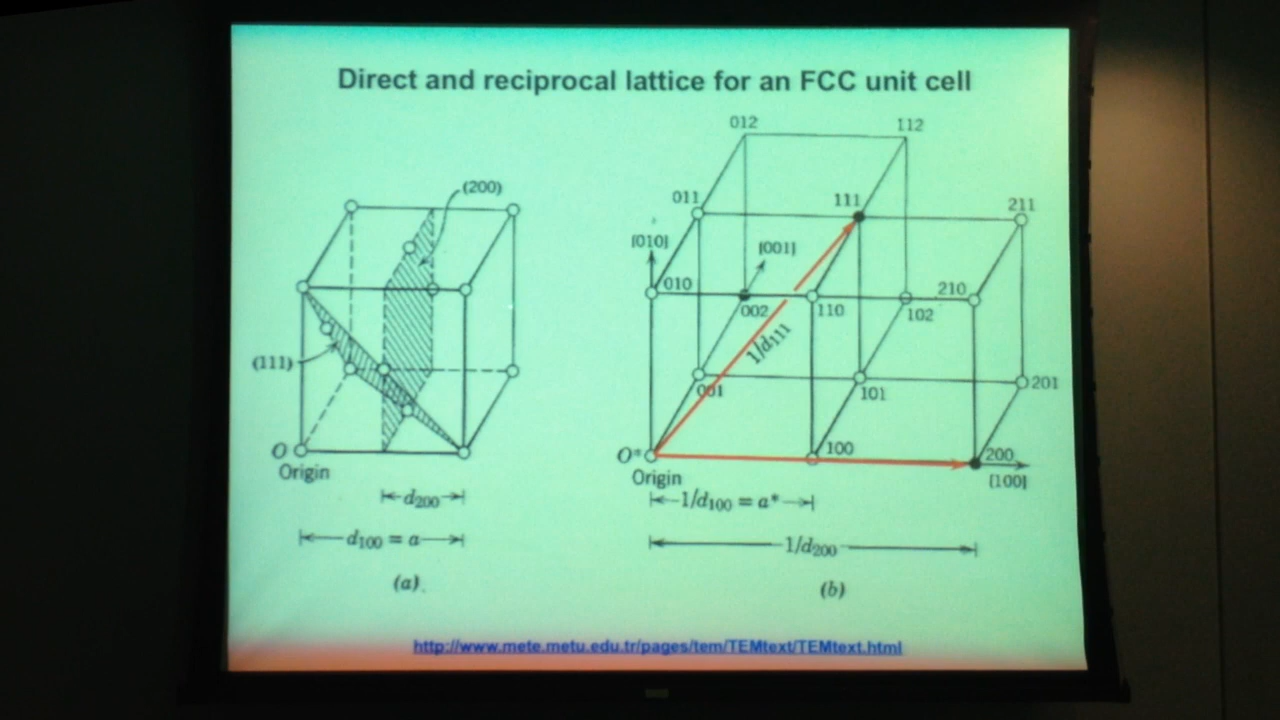 Direct and reciprocal lattice for an FCC unit cell
(200)
(111)
O
Origin
d200
d100 = a
(a)
012
112
011
111
211
[010]
[001]
010
002
110
210
102
1/d111
001
101
201
O*
Origin
100
200
[100]
1/d100 = a*
1/d200
(b)
http://www.mete.metu.edu.tr/pages/tem/TEMtext/TEMtext.html